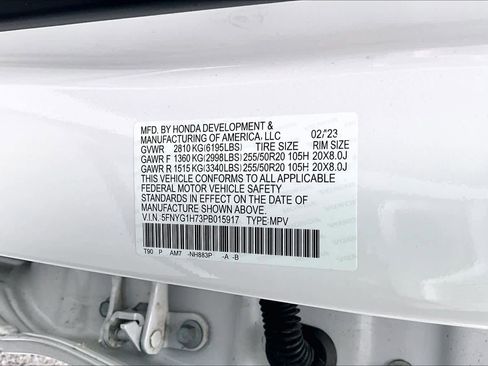 MFD. BY HONDA DEVELOPMENT &
MANUFACTURING OF AMERICA, LLC 02/'23
GVWR 2810 KG(6195LBS) TIRE SIZE RIM SIZE
GAWR F 1360 KG(2998LBS) 255/50R20 105H 20X8.0J
GAWR R 1515 KG(3340LBS) 255/50R20 105H 20X8.0J
THIS VEHICLE CONFORMS TO ALL APPLICABLE
FEDERAL MOTOR VEHICLE SAFETY
STANDARDS IN EFFECT ON THE DATE OF
MANUFACTURE SHOWN ABOVE.
V.I.N. 5FNYG1H73PB015917 TYPE: MPV
T90 P AM7 -NH883P -A -B